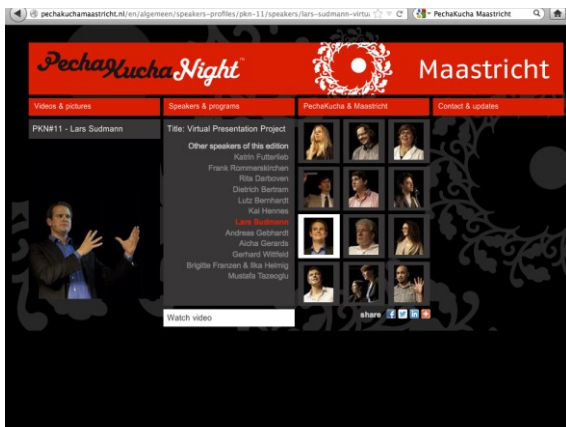 pechakuchamaastricht.nl/en/algemeen/speakers-profiles/pkn-11/speakers/lars-sudmann-virtu
PechaKucha Maastricht
PechaKucha Night
Maastricht
Videos & pictures
Speakers & programs
PechaKucha & Maastricht
Contact & updates
PKN#11 - Lars Sudmann
Title: Virtual Presentation Project
Other speakers of this edition
Katrin Futterlieb
Frank Rommerskirchen
Rita Darboven
Dietrich Bertram
Lutz Bernhardt
Kai Hennes
Lars Sudmann
Andreas Gebhardt
Aicha Gerards
Gerhard Wittfeld
Brigitte Franzen & Ilka Helmig
Mustafa Tazeoglu
Watch video
share